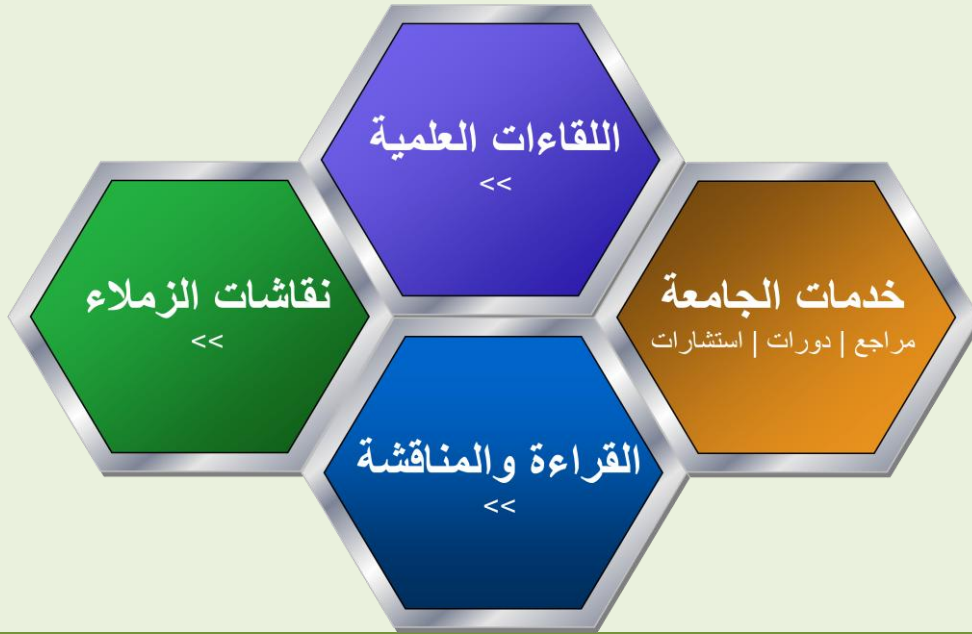 اللقاءات العلمية
<<
خدمات الجامعة
مراجع | دورات | استشارات
نقاشات الزملاء
<<
القراءة والمناقشة
<<